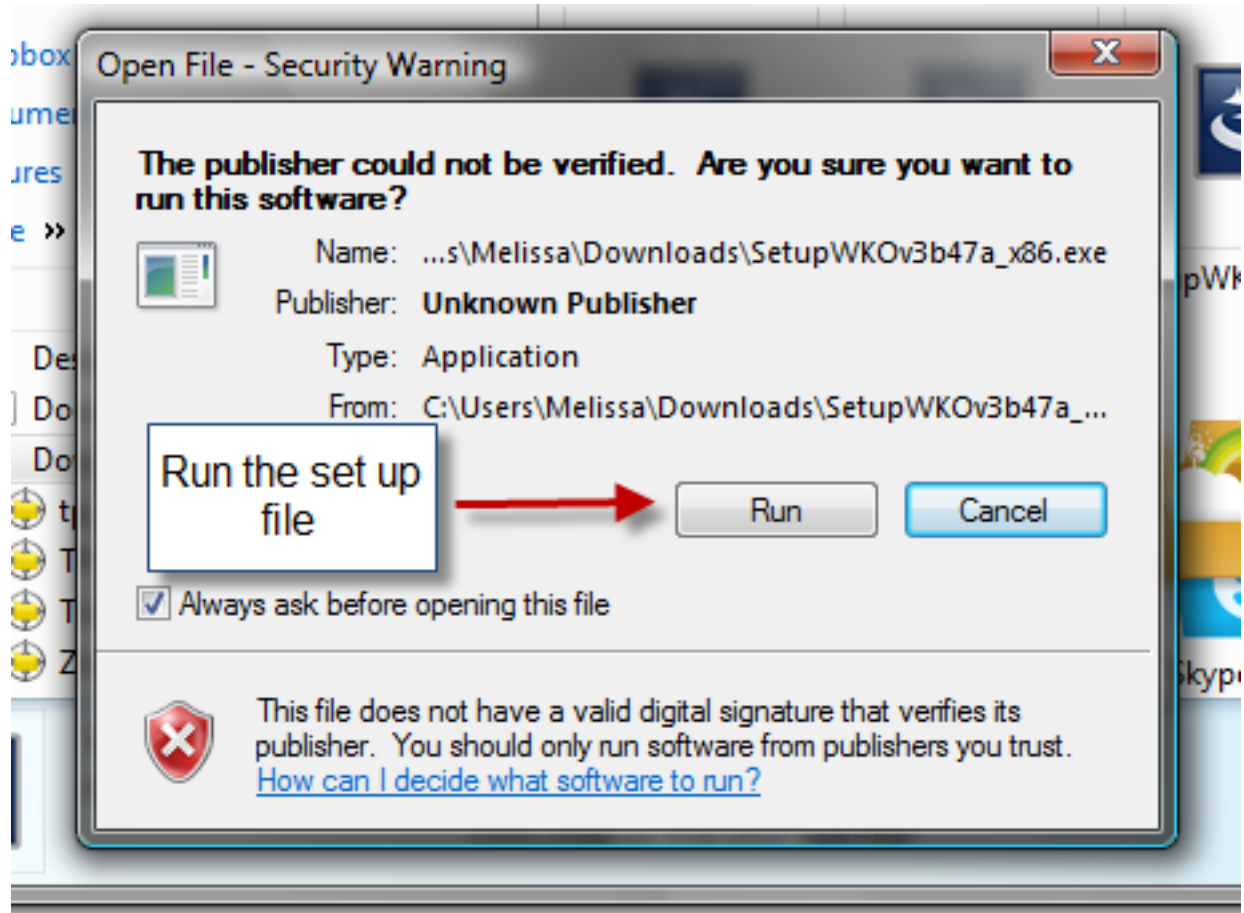 Open File - Security Warning
The publisher could not be verified.  Are you sure you want to
run this software?
Name: ...s\Melissa\Downloads\SetupWKOv3b47a_x86.exe
Publisher: Unknown Publisher
Type: Application
From: C:\Users\Melissa\Downloads\SetupWKOv3b47a_...
Run the set up
file
Run
Cancel
Always ask before opening this file
This file does not have a valid digital signature that verifies its
publisher.  You should only run software from publishers you trust.
How can I decide what software to run?